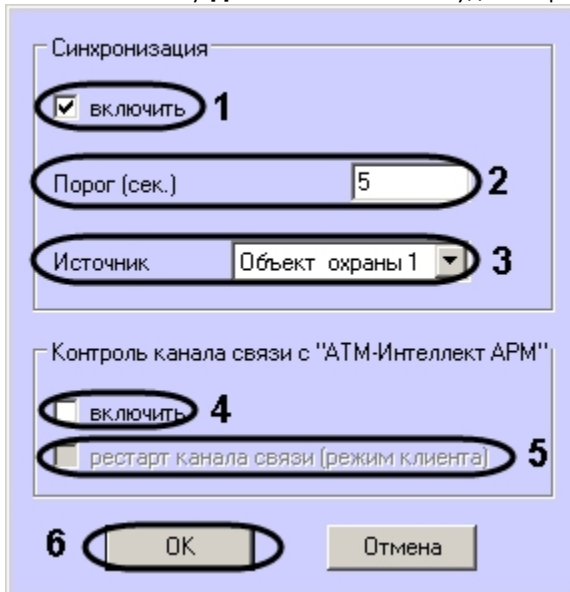 Синхронизация
включить 1
Порог (сек.) 5 2
Источник Объект охраны 1 3
Контроль канала связи с "АТМ-Интеллект АРМ"
включить 4
рестарт канала связи (режим клиента) 5
6 ОК Отмена